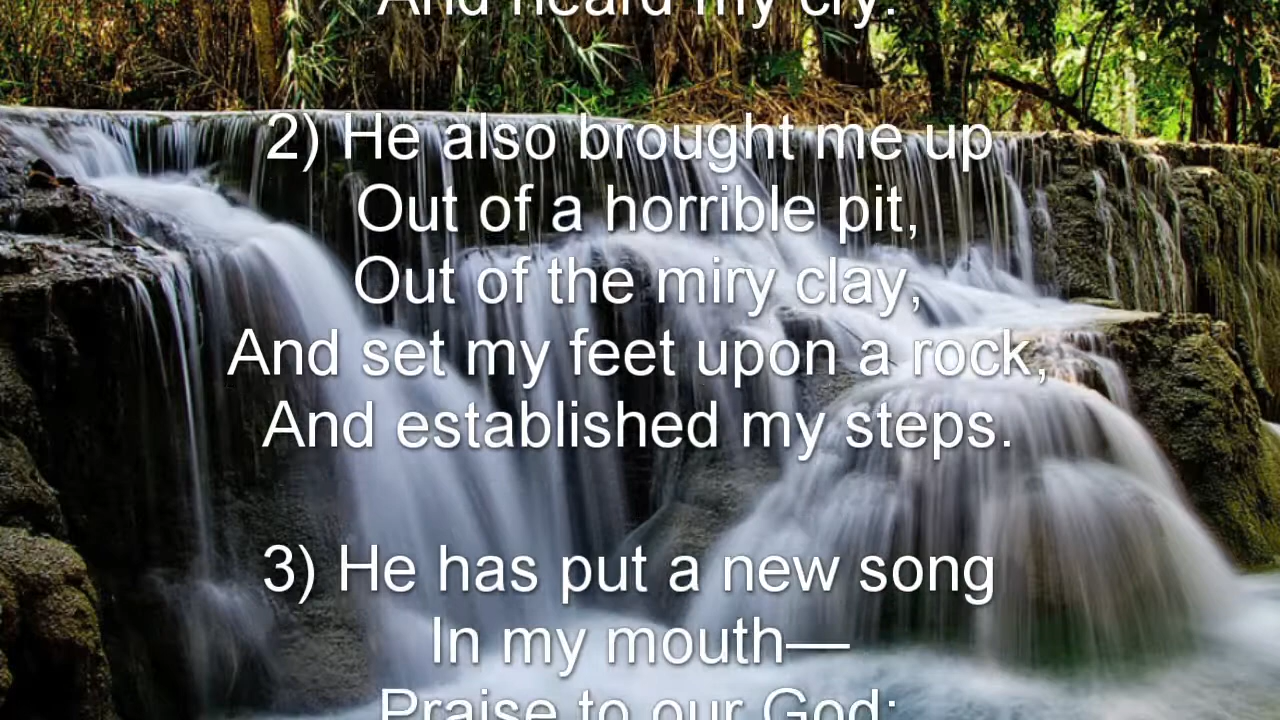 And heard my cry.
2) He also brought me up
Out of a horrible pit,
Out of the miry clay,
And set my feet upon a rock,
And established my steps.
3) He has put a new song
In my mouth—
Praise to our God;